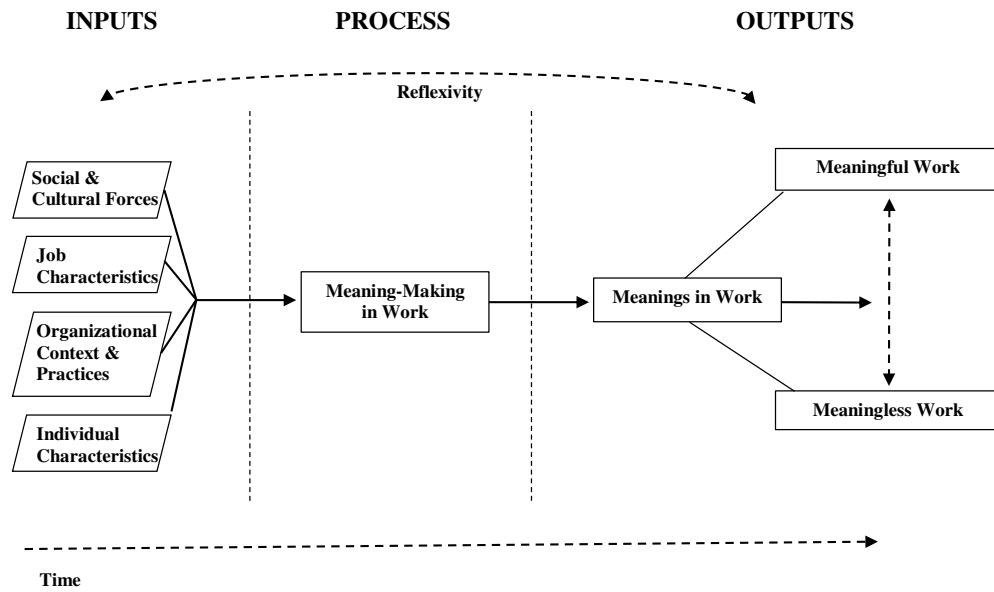 INPUTS
PROCESS
OUTPUTS
Reflexivity
Social &
Cultural Forces
Job
Characteristics
Organizational
Context &
Practices
Individual
Characteristics
Meaning-Making
in Work
Meanings in Work
Meaningful Work
Meaningless Work
Time